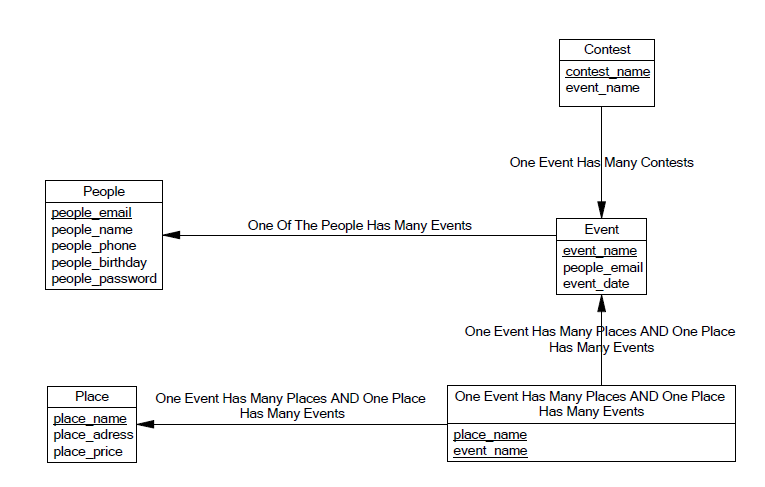 Contest
contest_name
event_name
One Event Has Many Contests
People
people_email
people_name
people_phone
people_birthday
people_password
One Of The People Has Many Events
Event
event_name
people_email
event_date
One Event Has Many Places AND One Place
Has Many Events
Place
place_name
place_adress
place_price
One Event Has Many Places AND One Place
Has Many Events
One Event Has Many Places AND One Place
Has Many Events
place_name
event_name